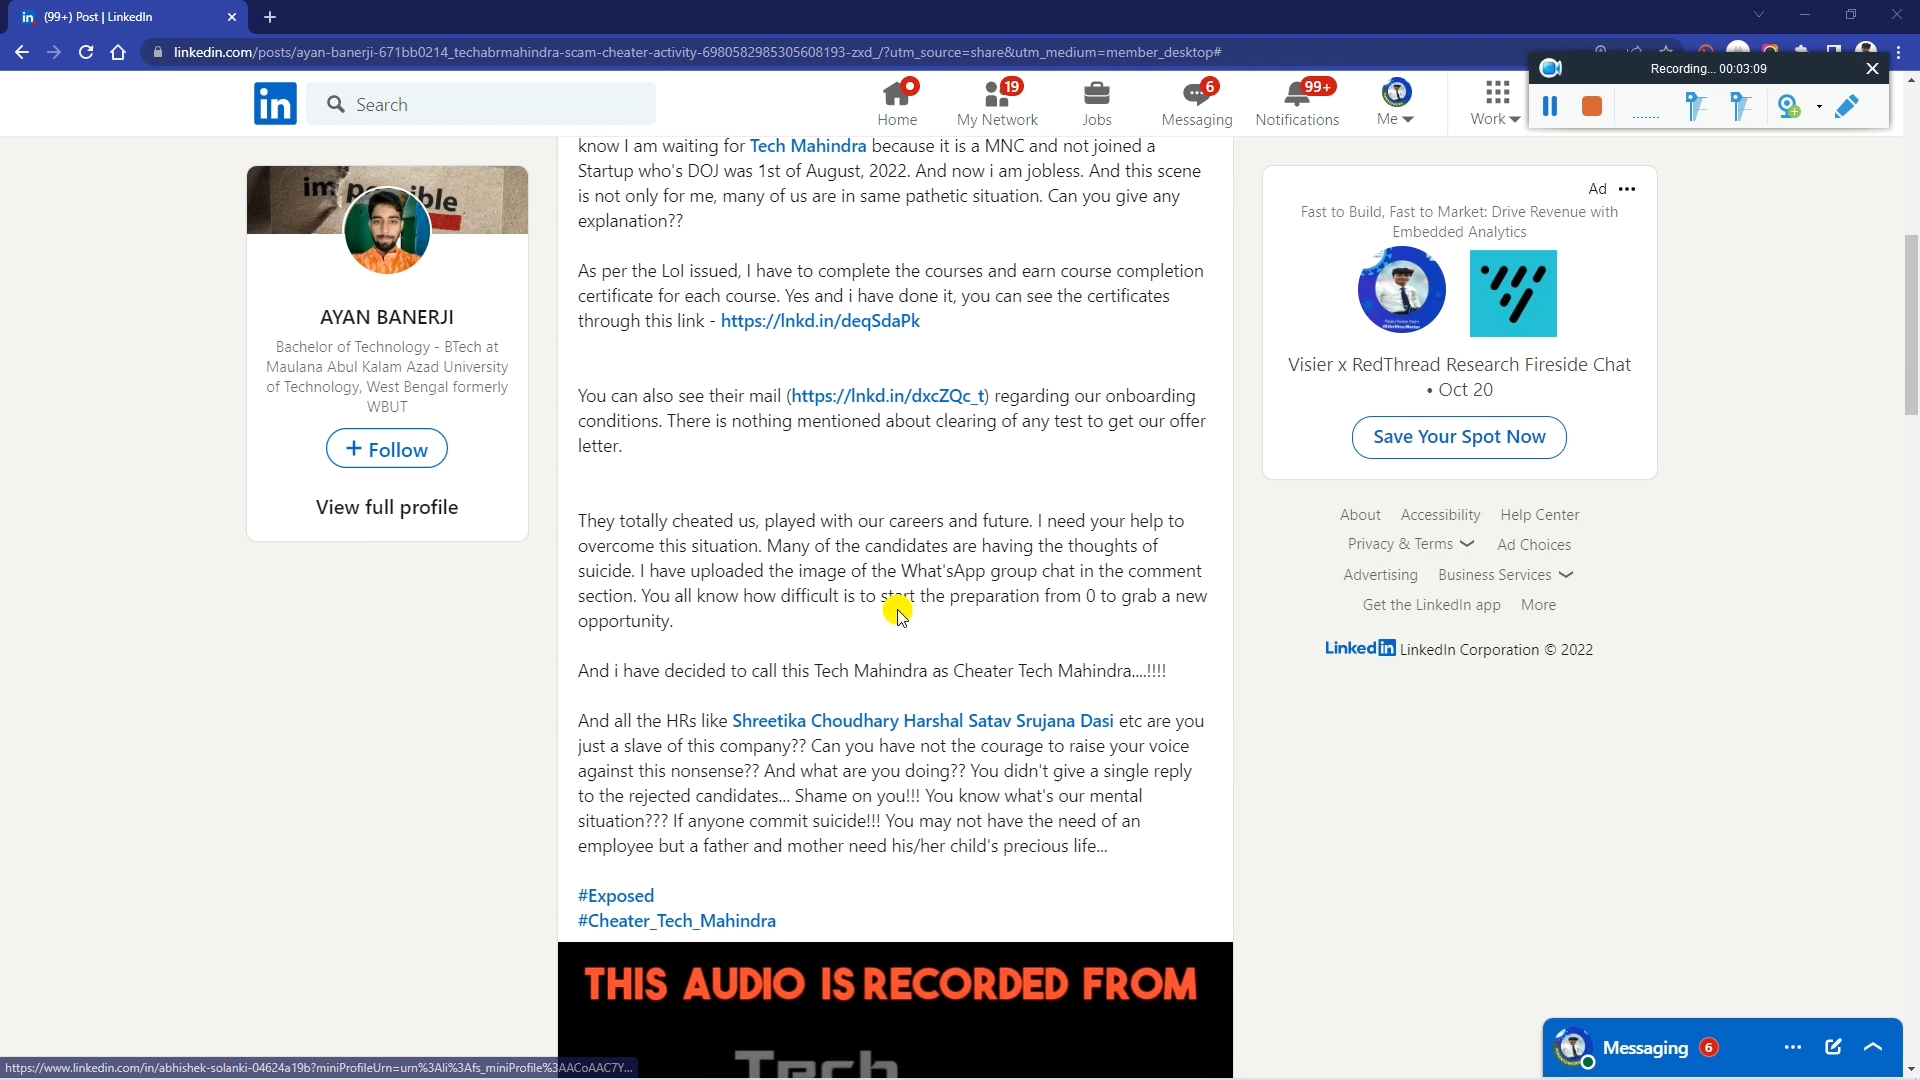 (99+) Post | LinkedIn
linkedin.com/posts/ayan-banerji-671bb0214_techabrmahindra-scam-cheater-activity-6980582985305608193-zxd_/?utm_source=share&utm_medium=member_desktop#
Recording... 00:03:09
in
Search
Home
19
My Network
Jobs
6
Messaging
99+
Notifications
Me
Work
know I am waiting for Tech Mahindra because it is a MNC and not joined a
Startup who's DOJ was 1st of August, 2022. And now i am jobless. And this scene
is not only for me, many of us are in same pathetic situation. Can you give any
explanation??
As per the LoI issued, I have to complete the courses and earn course completion
certificate for each course. Yes and i have done it, you can see the certificates
through this link - https://lnkd.in/deqSdaPk
You can also see their mail (https://lnkd.in/dxcZQc_t) regarding our onboarding
conditions. There is nothing mentioned about clearing of any test to get our offer
letter.
They totally cheated us, played with our careers and future. I need your help to
overcome this situation. Many of the candidates are having the thoughts of
suicide. I have uploaded the image of the What'sApp group chat in the comment
section. You all know how difficult is to start the preparation from 0 to grab a new
opportunity.
And i have decided to call this Tech Mahindra as Cheater Tech Mahindra....!!!!
And all the HRs like Shreetika Choudhary Harshal Satav Srujana Dasi etc are you
just a slave of this company?? Can you have not the courage to raise your voice
against this nonsense?? And what are you doing?? You didn't give a single reply
to the rejected candidates... Shame on you!!! You know what's our mental
situation??? If anyone commit suicide!!! You may not have the need of an
employee but a father and mother need his/her child's precious life...
#Exposed
#Cheater_Tech_Mahindra
THIS AUDIO IS RECORDED FROM
Tech
AYAN BANERJI
Bachelor of Technology - BTech at
Maulana Abul Kalam Azad University
of Technology, West Bengal formerly
WBUT
+ Follow
View full profile
Ad
Fast to Build, Fast to Market: Drive Revenue with
Embedded Analytics
Visier x RedThread Research Fireside Chat
• Oct 20
Save Your Spot Now
About Accessibility Help Center
Privacy & Terms Ad Choices
Advertising Business Services
Get the LinkedIn app More
Linked in LinkedIn Corporation © 2022
Messaging 6
https://www.linkedin.com/in/abhishek-solanki-04624a19b?miniProfileUrn=urn%3Ali%3Afs_miniProfile%3AACoAAC7Y...